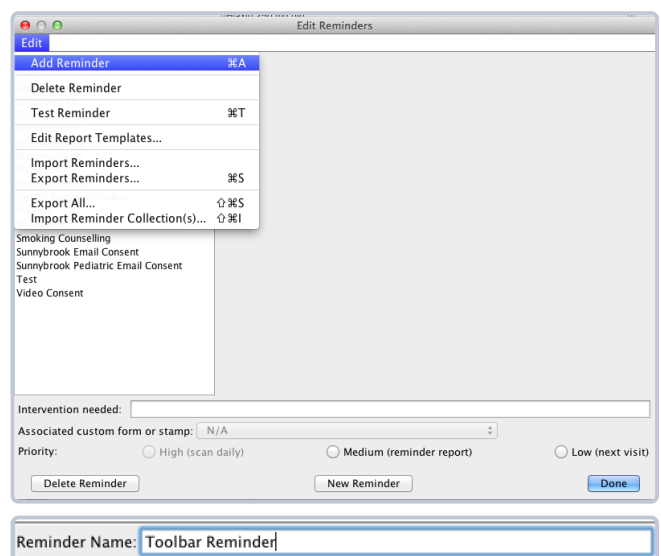 Edit Reminders
Edit
Add Reminder ⌘A
Delete Reminder
Test Reminder ⌘T
Edit Report Templates...
Import Reminders...
Export Reminders... ⌘S
Export All... ⇧⌘S
Import Reminder Collection(s)... ⇧⌘I
Smoking Counselling
Sunnybrook Email Consent
Sunnybrook Pediatric Email Consent
Test
Video Consent
Intervention needed:
Associated custom form or stamp: N/A
Priority: High (scan daily) Medium (reminder report) Low (next visit)
Delete Reminder New Reminder Done
Reminder Name: Toolbar Reminder